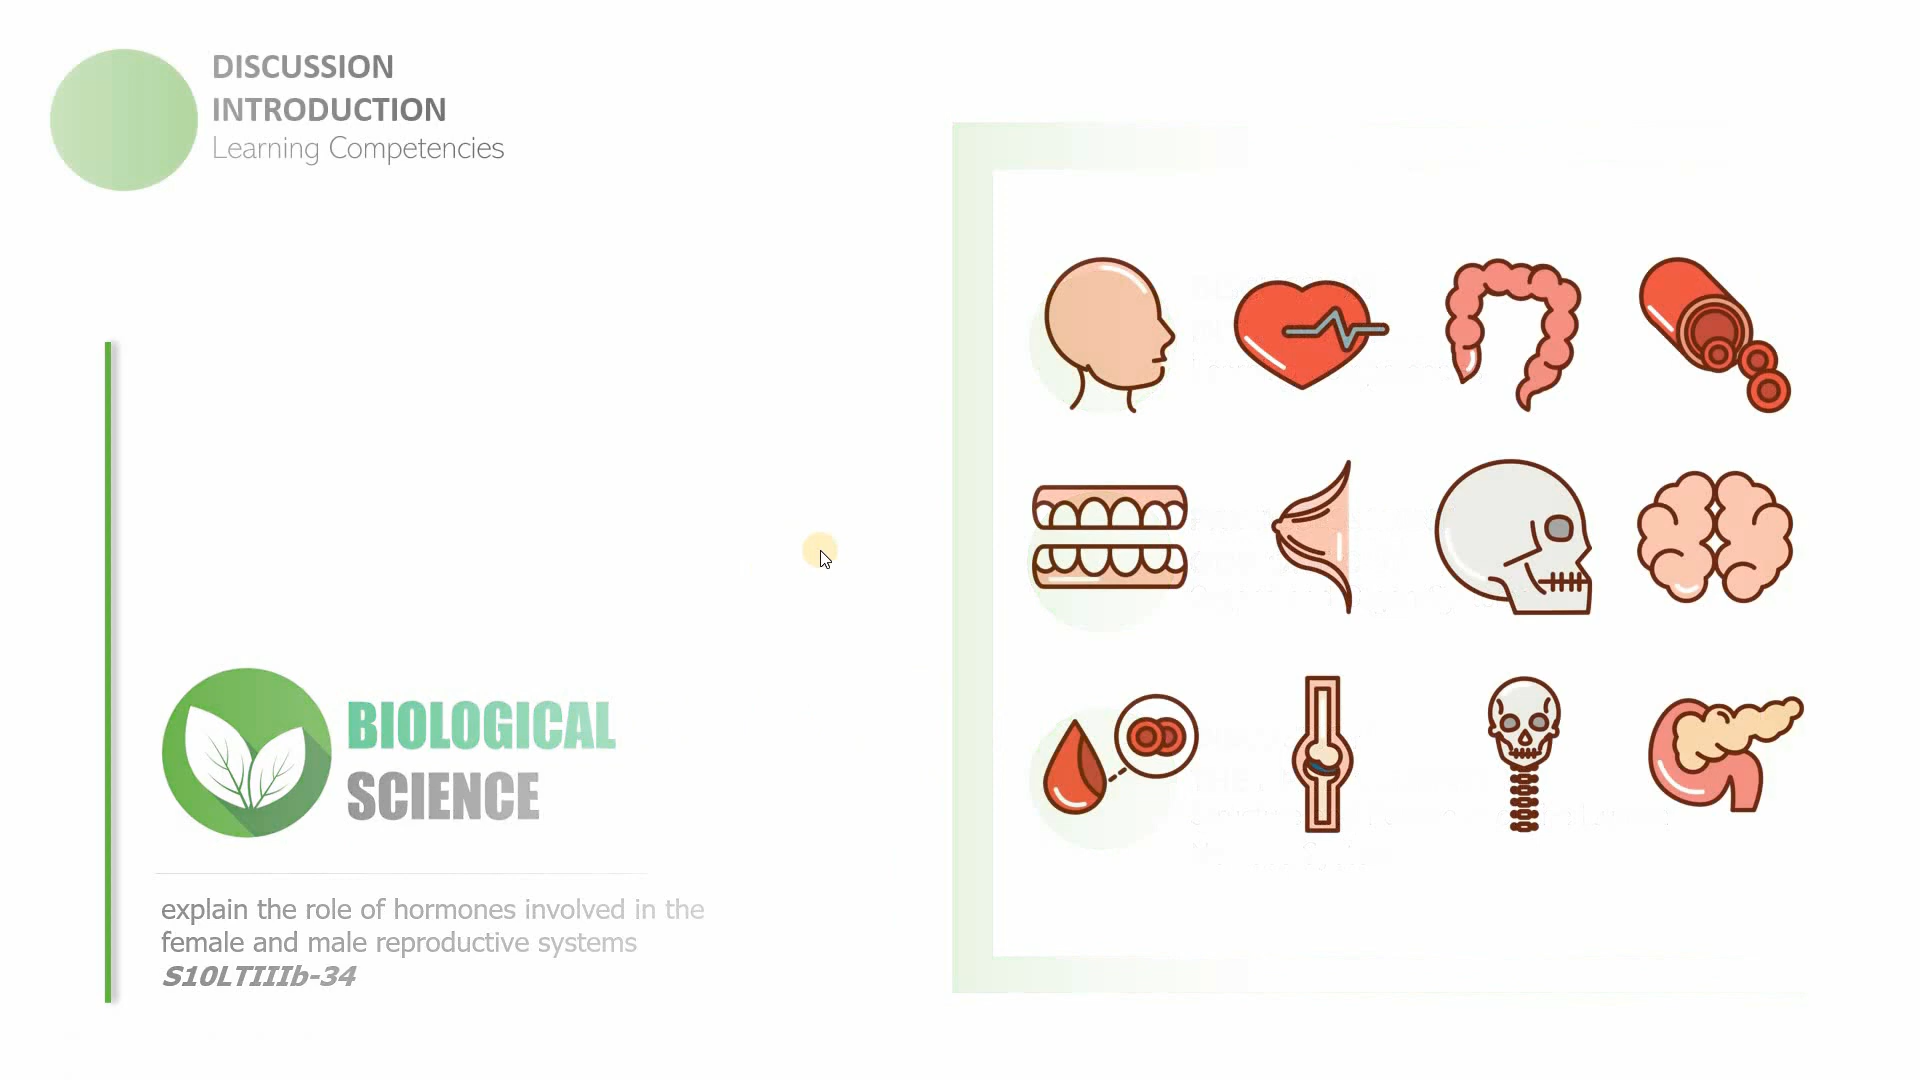 DISCUSSION
INTRODUCTION
Learning Competencies
BIOLOGICAL
SCIENCE
explain the role of hormones involved in the
female and male reproductive systems
S10LTIIIb-34